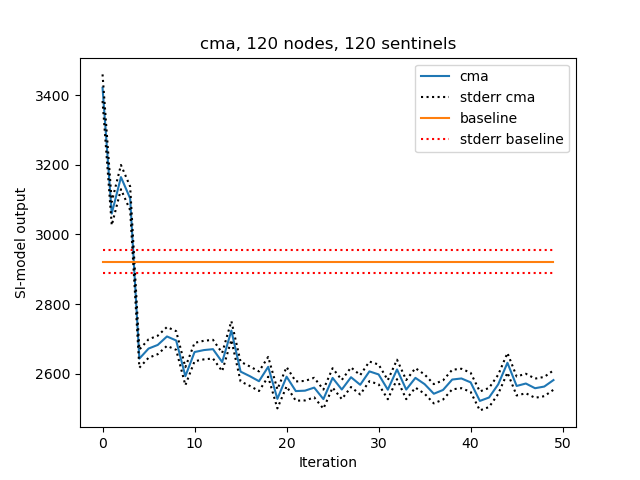 cma, 120 nodes, 120 sentinels
cma
stderr cma
baseline
stderr baseline
3400
3200
3000
2800
2600
SI-model output
0 10 20 30 40 50
Iteration